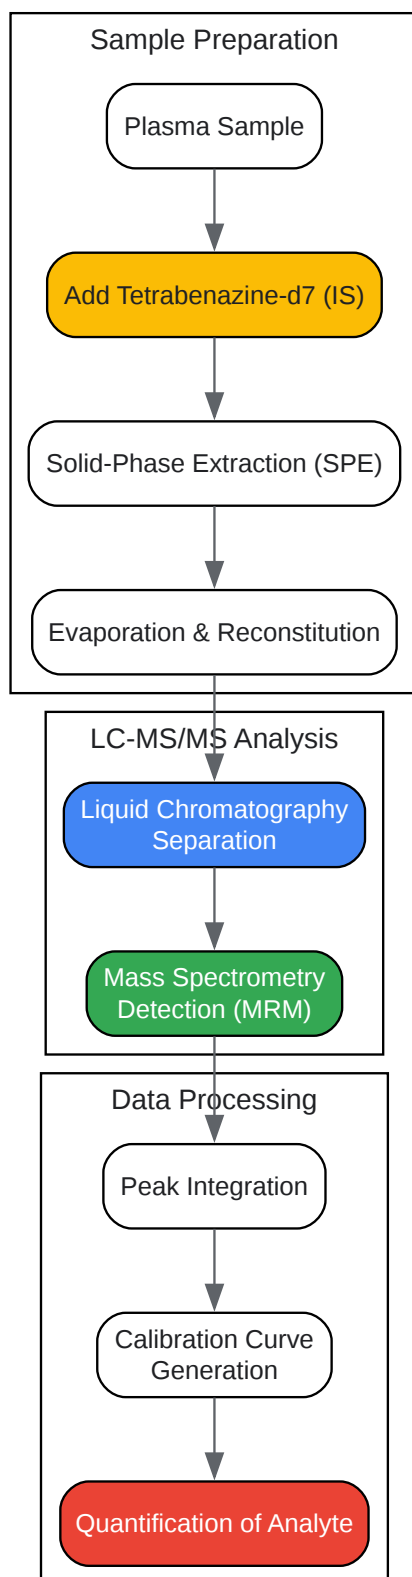 Sample Preparation
Plasma Sample
Add Tetrabenazine-d7 (IS)
Solid-Phase Extraction (SPE)
Evaporation & Reconstitution
LC-MS/MS Analysis
Liquid Chromatography
Separation
Mass Spectrometry
Detection (MRM)
Data Processing
Peak Integration
Calibration Curve
Generation
Quantification of Analyte